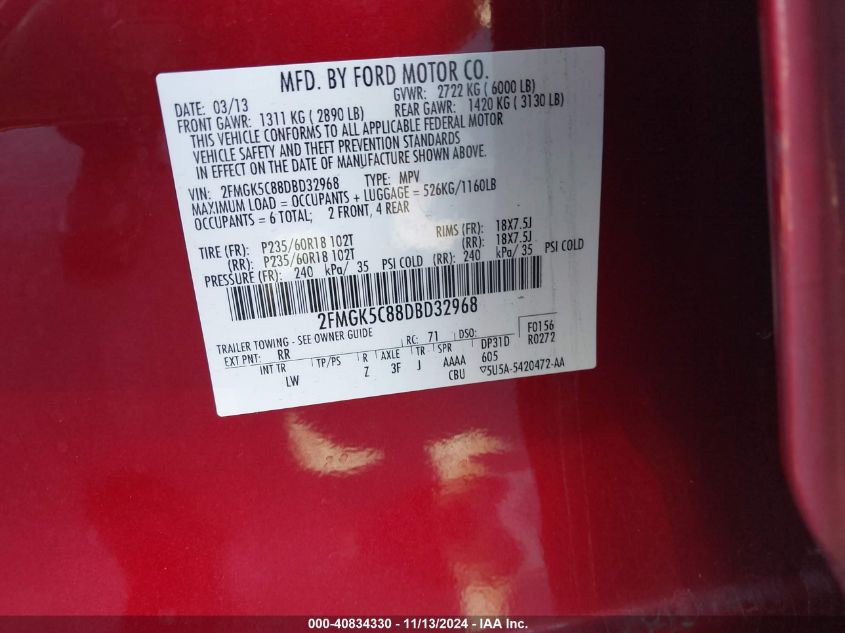 MFD. BY FORD MOTOR CO.
DATE: 03/13 GVWR: 2722 KG ( 6000 LB)
FRONT GAWR: 1311 KG ( 2890 LB) REAR GAWR: 1420 KG ( 3130 LB)
THIS VEHICLE CONFORMS TO ALL APPLICABLE FEDERAL MOTOR
VEHICLE SAFETY AND THEFT PREVENTION STANDARDS
IN EFFECT ON THE DATE OF MANUFACTURE SHOWN ABOVE.
VIN: 2FMGK5C88DBD32968 TYPE: MPV
MAXIMUM LOAD = OCCUPANTS + LUGGAGE = 526KG/1160LB
OCCUPANTS = 6 TOTAL; 2 FRONT, 4 REAR
TIRE (FR): P235/60R18 102T RIMS (FR): 18X7.5J
(RR): P235/60R18 102T (RR): 18X7.5J
PRESSURE (FR): 240 kPa/ 35 PSI COLD (RR): 240 kPa/ 35 PSI COLD
2FMGK5C88DBD32968
TRAILER TOWING - SEE OWNER GUIDE
EXT PNT: RR RC: 71 DSO: DP31D F0156
R0272
INT TR TP/PS R AXLE TR SPR 605
LW Z 3F J AAAA
CBU ▽5U5A-5420472-AA
000-40834330 - 11/13/2024 - IAA Inc.